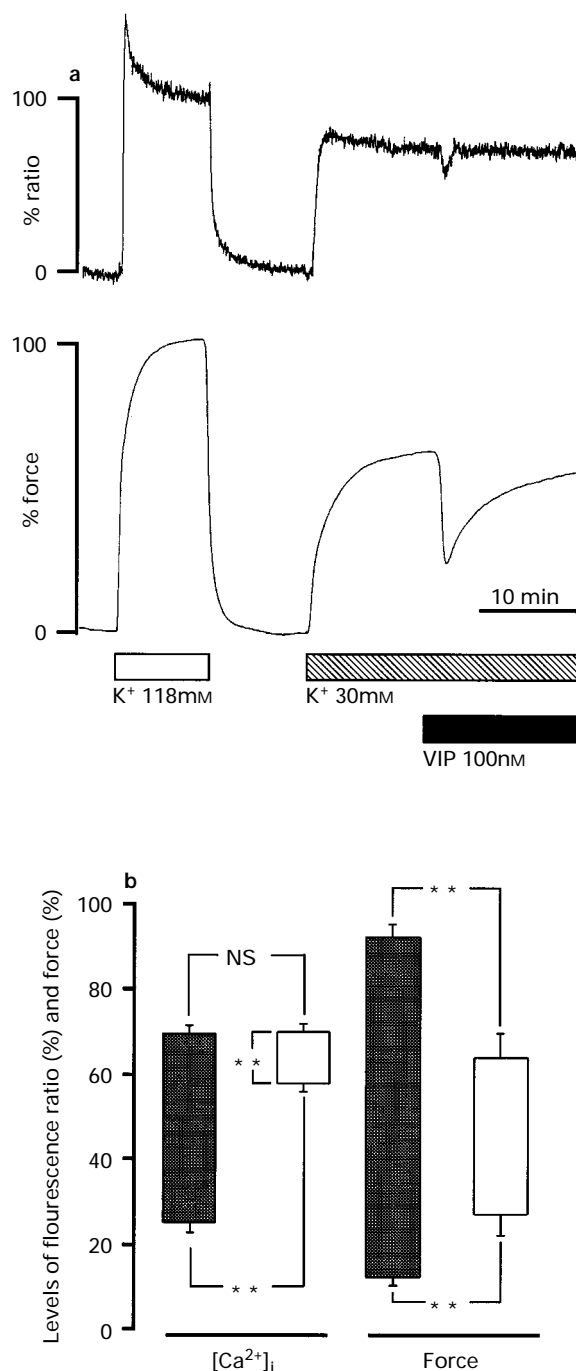 a
100
% ratio
0
100
% force
10 min
0
K⁺ 118mM
K⁺ 30mM
VIP 100nM
b
Levels of flourescence ratio (%) and force (%)
100
* *
NS
80
* *
60
40
20
* *
* *
0
[Ca²⁺]i
Force